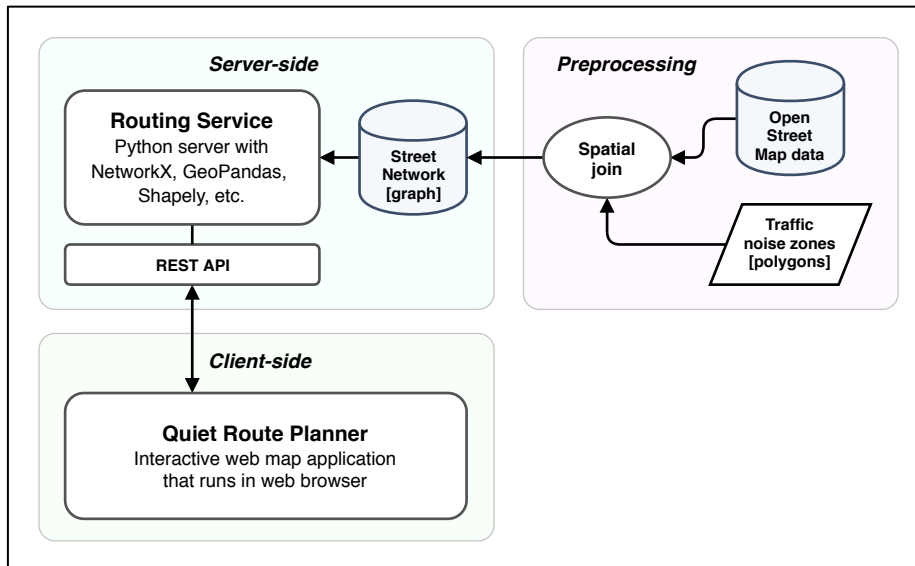 Server-side
Routing Service
Python server with
NetworkX, GeoPandas,
Shapely, etc.
REST API
Street
Network
[graph]
Preprocessing
Spatial
join
Open
Street
Map data
Traffic
noise zones
[polygons]
Client-side
Quiet Route Planner
Interactive web map application
that runs in web browser